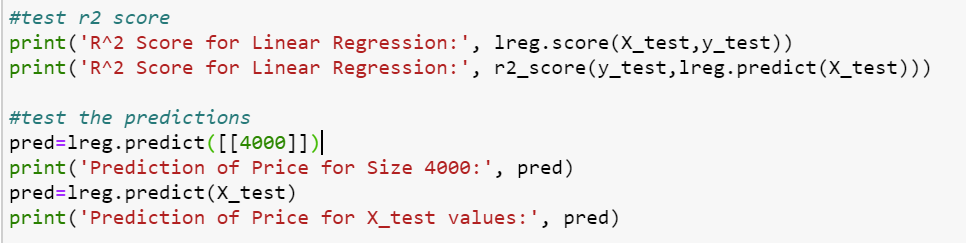 #test r2 score
print('R^2 Score for Linear Regression:', lreg.score(X_test,y_test))
print('R^2 Score for Linear Regression:', r2_score(y_test,lreg.predict(X_test)))
#test the predictions
pred=lreg.predict([[4000]])
print('Prediction of Price for Size 4000:', pred)
pred=lreg.predict(X_test)
print('Prediction of Price for X_test values:', pred)